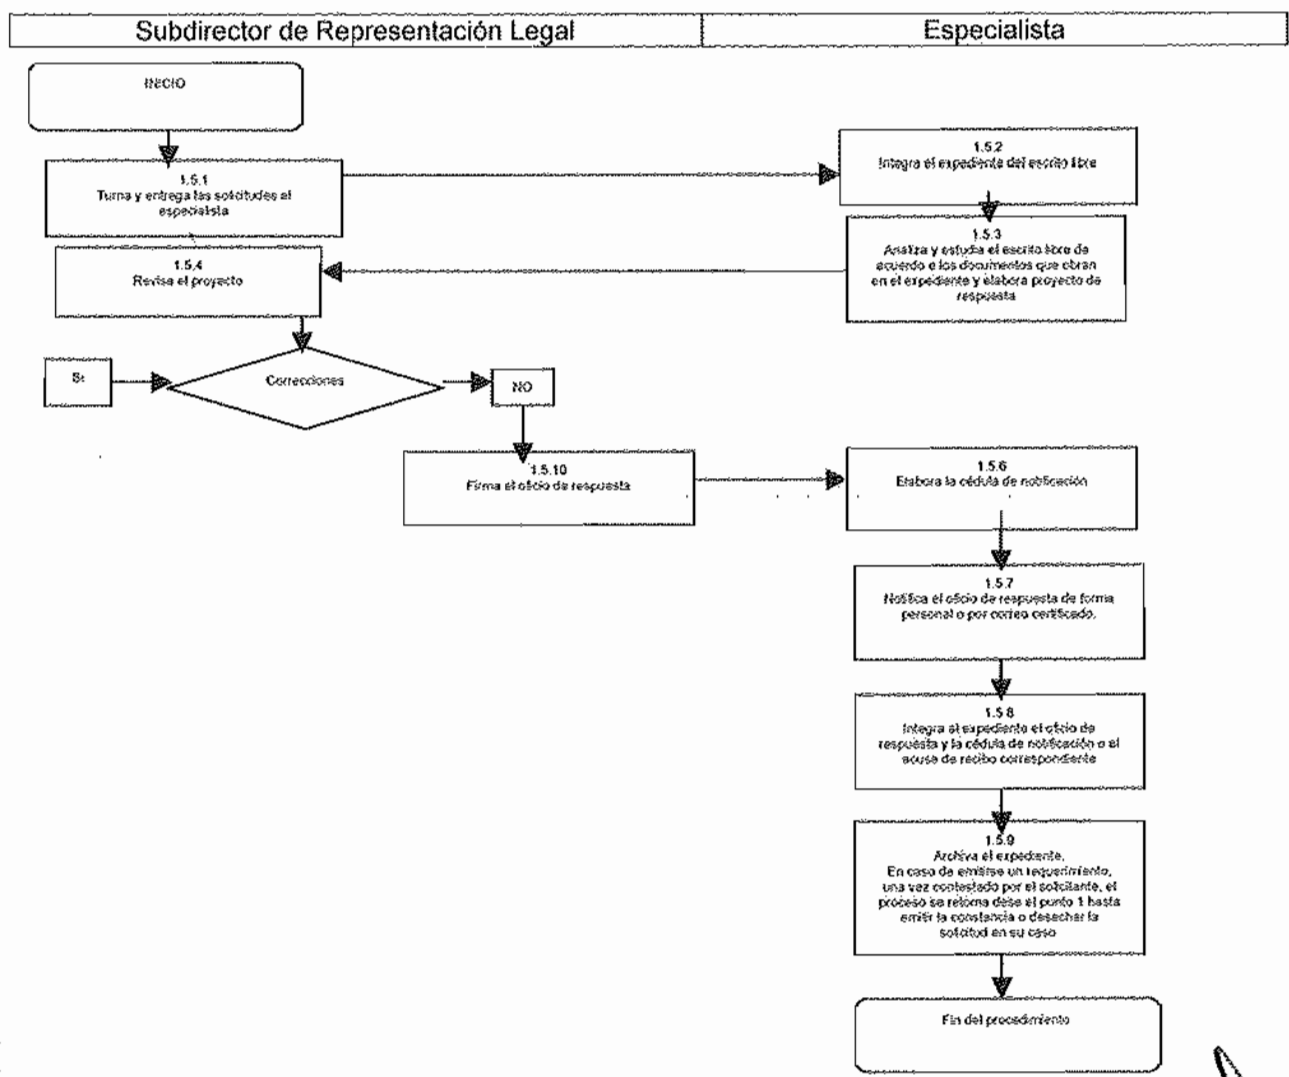 Subdirector de Representación Legal
Especialista
INICIO
1.5.1
Turna y entrega las solicitudes al
especialista
1.5.2
Integra el expediente del escrito libre
1.5.3
Analiza y estudia el escrito libre de
acuerdo a los documentos que obran
en el expediente y elabora proyecto de
respuesta
1.5.4
Revisa el proyecto
Correcciones
Si
NO
1.5.10
Firma el oficio de respuesta
1.5.6
Elabora la cédula de notificación
1.5.7
Notifica el oficio de respuesta de forma
personal o por correo certificado.
1.5.8
Integra al expediente el oficio de
respuesta y la cédula de notificación o el
acuse de recibo correspondiente
1.5.9
Archiva el expediente.
En caso de emitirse un requerimiento,
una vez contestado por el solicitante, el
proceso se retoma dese el punto 1 hasta
emitir la constancia o desechar la
solicitud en su caso
Fin del procedimiento